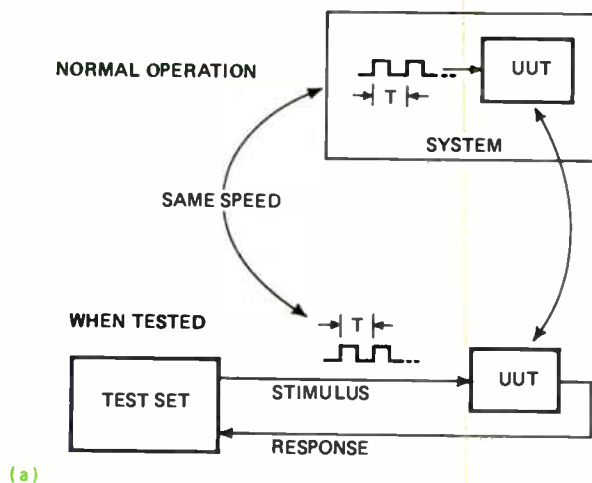 NORMAL OPERATION
UUT
T
SYSTEM
SAME SPEED
WHEN TESTED
T
TEST SET
STIMULUS
UUT
RESPONSE
(a)